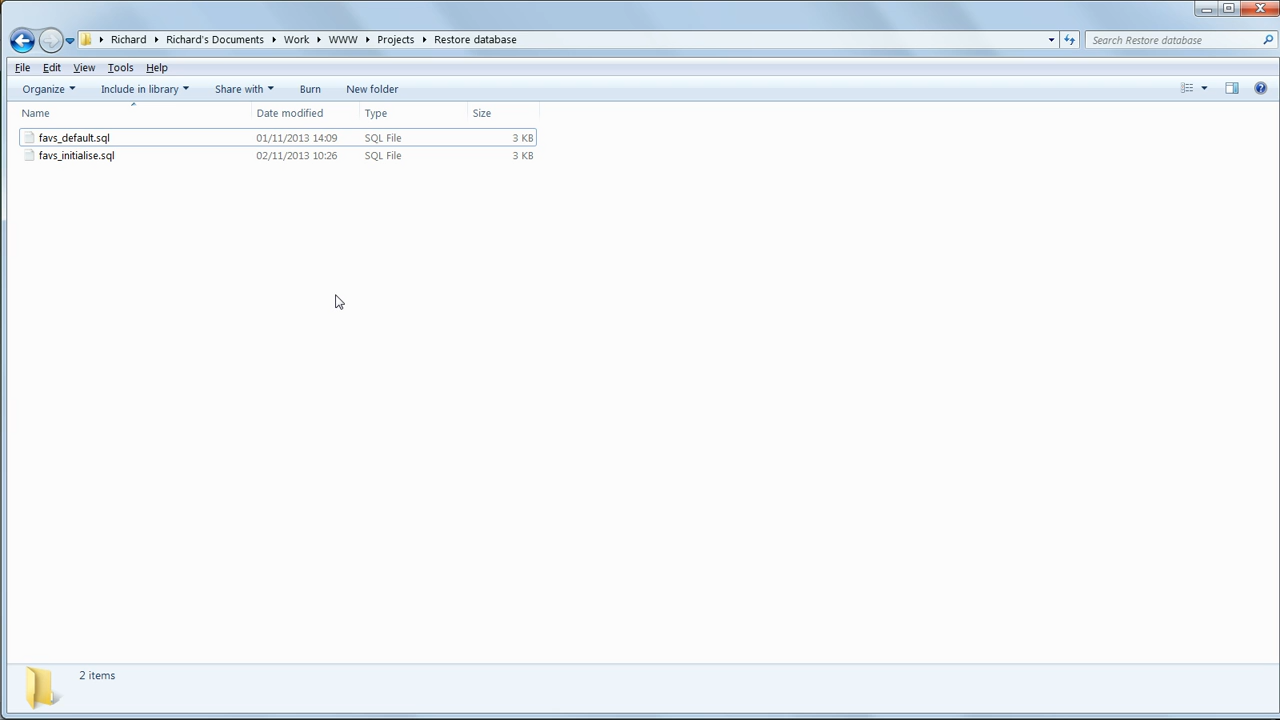 Richard Richard's Documents Work WWW Projects Restore database Search Restore database
File Edit View Tools Help
Organize Include in library Share with Burn New folder
Name Date modified Type Size
favs_default.sql 01/11/2013 14:09 SQL File 3 KB
favs_initialise.sql 02/11/2013 10:26 SQL File 3 KB
2 items